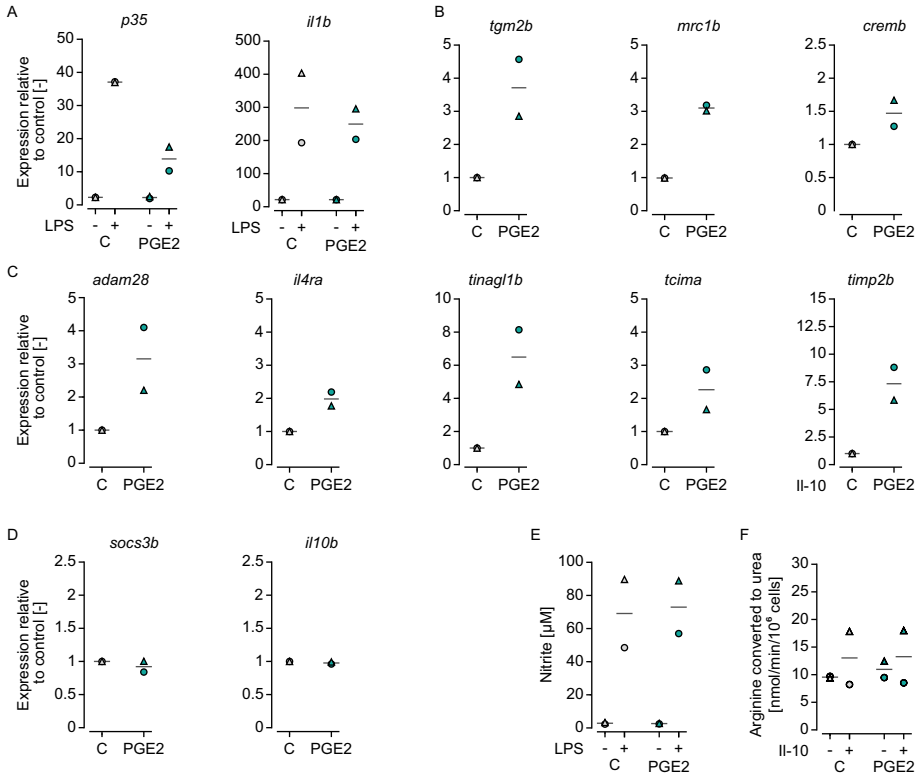 A
p35
il1b
B
tgm2b
mrc1b
cremb
Expression relative
to control [-]
50
40
30
20
10
0
500
400
300
200
100
0
5
4
3
2
1
0
5
4
3
2
1
0
2.5
2.0
1.5
1
0.5
0
LPS - + - +
C PGE2
LPS - + - +
C PGE2
C PGE2
C PGE2
C PGE2
C
adam28
il4ra
tinagl1b
tcima
timp2b
Expression relative
to control [-]
5
4
3
2
1
0
5
4
3
2
1
0
10
8
6
4
2
0
5
4
3
2
1
0
15
12.5
10
7.5
5
2.5
0
C PGE2
C PGE2
C PGE2
C PGE2
Il-10 C PGE2
D
socs3b
il10b
Expression relative
to control [-]
2.5
2
1.5
1
0.5
0
2.5
2
1.5
1
0.5
0
C PGE2
C PGE2
E
Nitrite [µM]
100
80
60
40
20
0
LPS - + - +
C PGE2
F
Arginine converted to urea
[nmol/min/10⁶ cells]
30
25
20
15
10
5
0
Il-10 - + - +
C PGE2